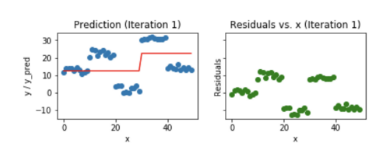 Prediction (Iteration 1)
Residuals vs. x (Iteration 1)
y / y_pred
30
20
10
0
−10
0
20
40
x
Residuals
0
20
40
x